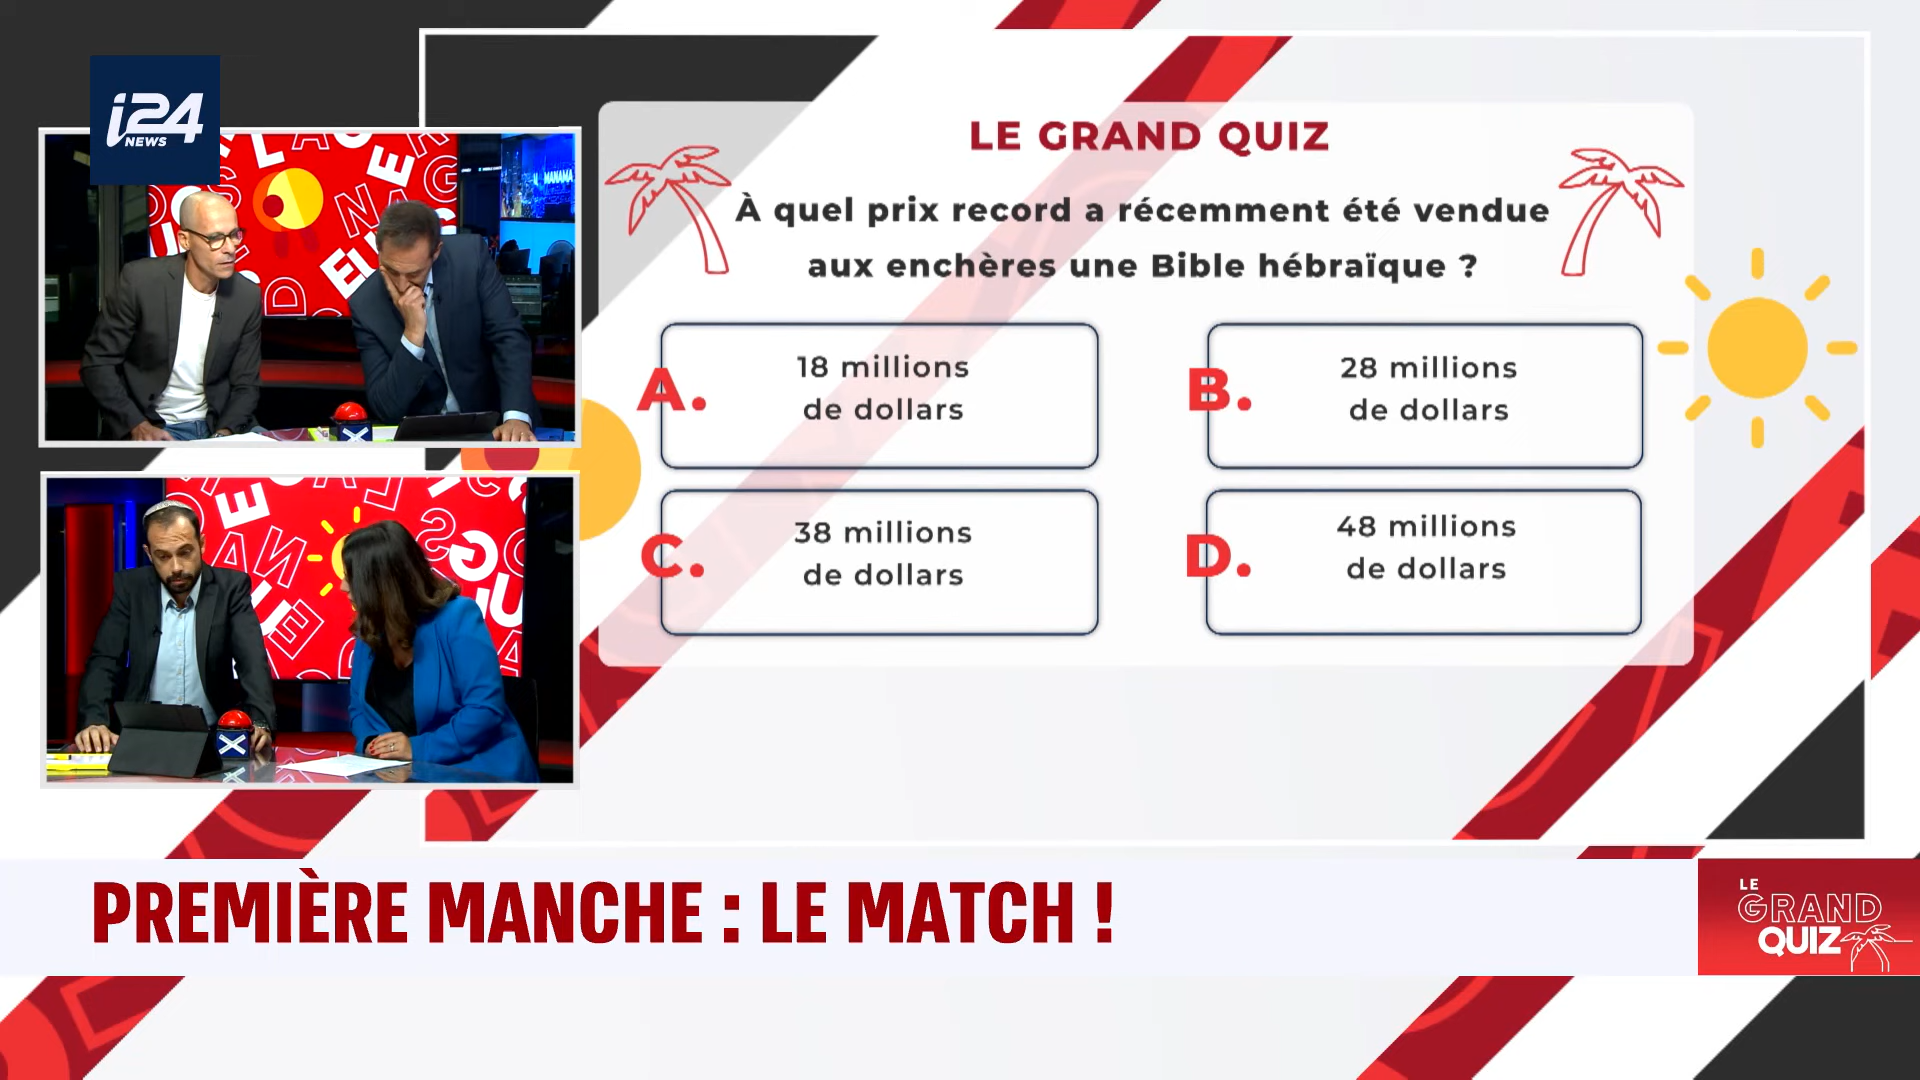 i24
NEWS
MANAMA
LE GRAND QUIZ
À quel prix record a récemment été vendue
aux enchères une Bible hébraïque ?
A.
18 millions
de dollars
B.
28 millions
de dollars
C.
38 millions
de dollars
D.
48 millions
de dollars
PREMIÈRE MANCHE : LE MATCH !
LE
GRAND
QUIZ